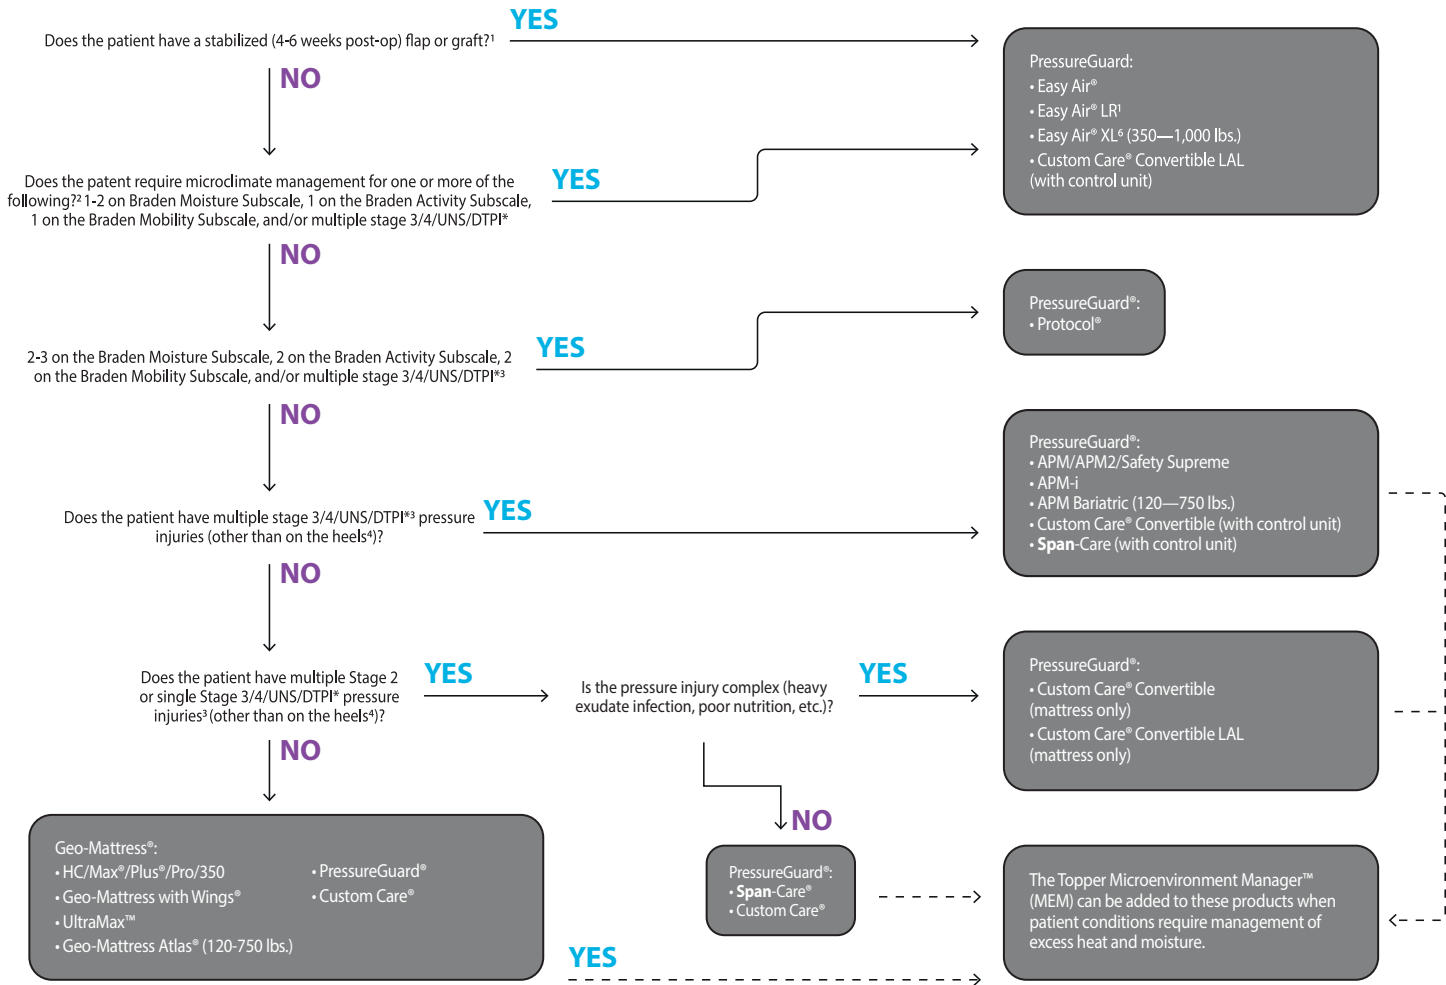 YES
Does the patient have a stabilized (4-6 weeks post-op) flap or graft?¹
NO
PressureGuard:
• Easy Air®
• Easy Air® LR¹
• Easy Air® XL⁶ (350—1,000 lbs.)
• Custom Care® Convertible LAL
(with control unit)
Does the patent require microclimate management for one or more of the
following?² 1-2 on Braden Moisture Subscale, 1 on the Braden Activity Subscale,
1 on the Braden Mobility Subscale, and/or multiple stage 3/4/UNS/DTPI*
YES
NO
PressureGuard®:
• Protocol®
2-3 on the Braden Moisture Subscale, 2 on the Braden Activity Subscale, 2
on the Braden Mobility Subscale, and/or multiple stage 3/4/UNS/DTPI*³
YES
NO
PressureGuard®:
• APM/APM2/Safety Supreme
• APM-i
• APM Bariatric (120—750 lbs.)
• Custom Care® Convertible (with control unit)
• Span-Care (with control unit)
Does the patient have multiple stage 3/4/UNS/DTPI*³ pressure
injuries (other than on the heels⁴)?
YES
NO
Does the patient have multiple Stage 2
or single Stage 3/4/UNS/DTPI* pressure
injuries³ (other than on the heels⁴)?
YES
NO
Is the pressure injury complex (heavy
exudate infection, poor nutrition, etc.)?
YES
NO
PressureGuard®:
• Custom Care® Convertible
(mattress only)
• Custom Care® Convertible LAL
(mattress only)
Geo-Mattress®:
• HC/Max®/Plus®/Pro/350
• Geo-Mattress with Wings®
• UltraMax™
• Geo-Mattress Atlas® (120-750 lbs.)
• PressureGuard®
• Custom Care®
PressureGuard®:
• Span-Care®
• Custom Care®
YES
The Topper Microenvironment Manager™
(MEM) can be added to these products when
patient conditions require management of
excess heat and moisture.